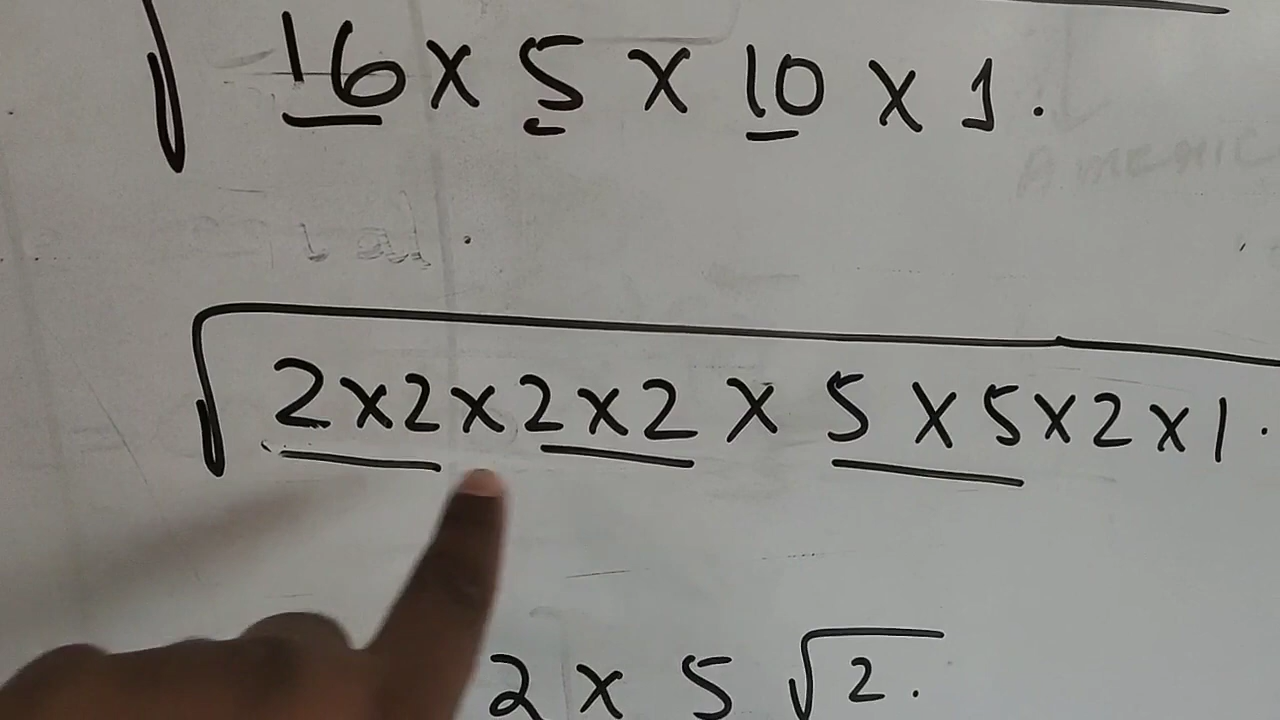 √16 x 5 x 10 x 1.
√2x2x2x2 x 5 x 5x2x1.
2 x 5 √2.